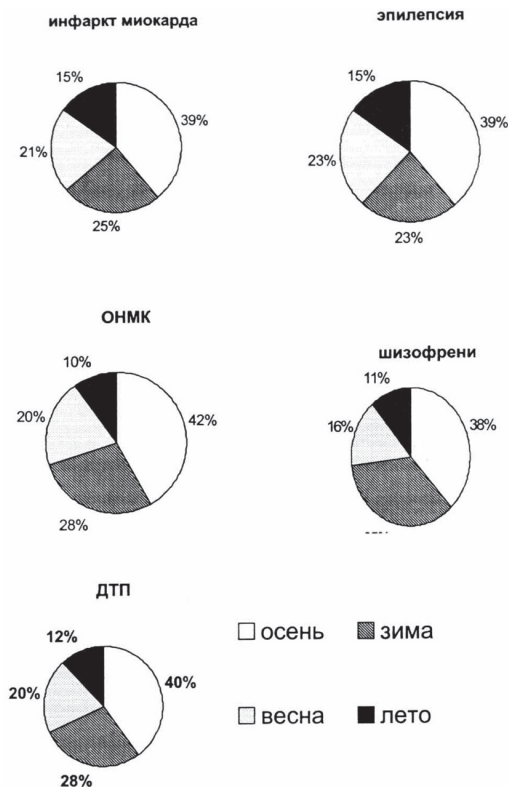 инфаркт миокарда
15%
39%
21%
25%
эпилепсия
15%
39%
23%
23%
ОНМК
10%
42%
20%
28%
шизофрени
11%
38%
16%
ДТП
12%
40%
20%
28%
осень
зима
весна
лето